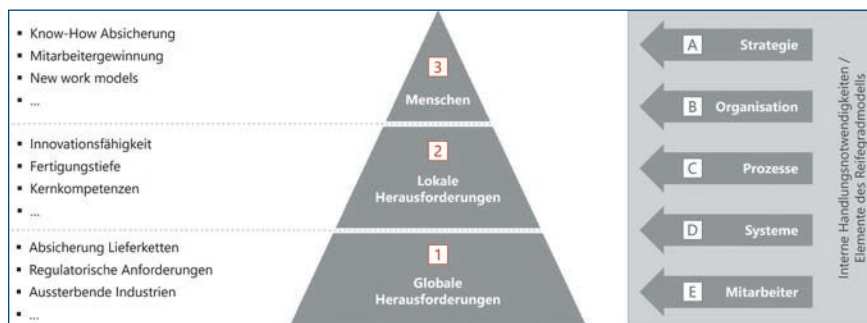 ▪ Know-How Absicherung
▪ Mitarbeitergewinnung
▪ New work models
▪ ...
3
Menschen
▪ Innovationsfähigkeit
▪ Fertigungstiefe
▪ Kernkompetenzen
▪ ...
2
Lokale
Herausforderungen
▪ Absicherung Lieferketten
▪ Regulatorische Anforderungen
▪ Aussterbende Industrien
▪ ...
1
Globale
Herausforderungen
A Strategie
B Organisation
C Prozesse
D Systeme
E Mitarbeiter
Interne Handlungsnotwendigkeiten /
Elemente des Reifegradmodells